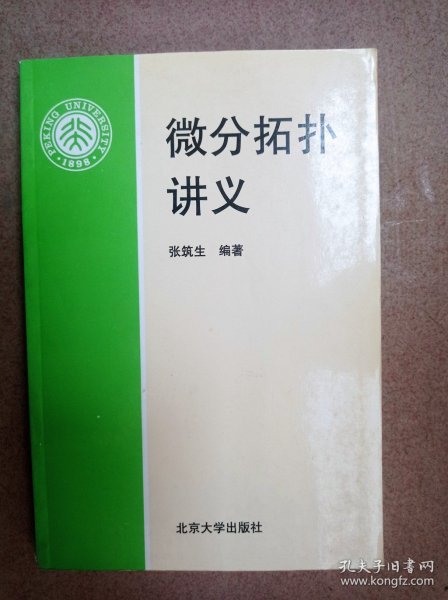 PEKING UNIVERSITY
·1898·
微分拓扑
讲义
张筑生 编著
北京大学出版社
孔夫子旧书网
www.kongfz.com